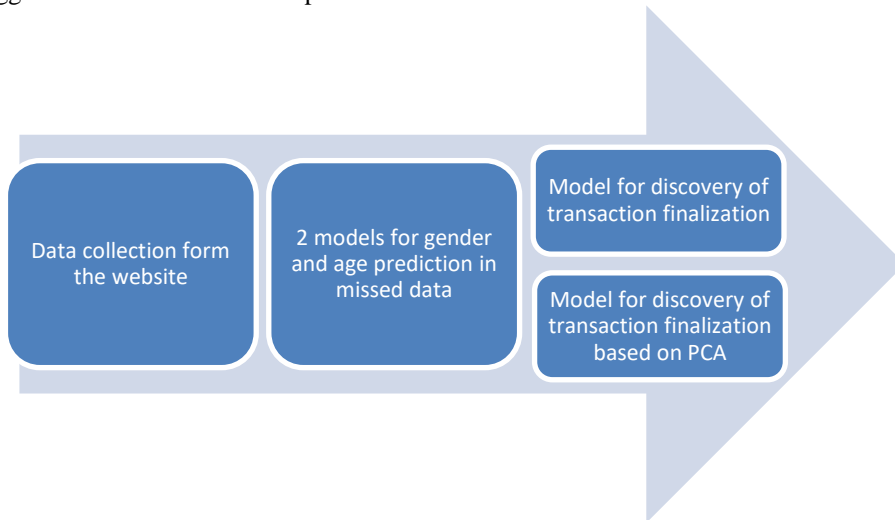 Data collection form
the website
2 models for gender
and age prediction in
missed data
Model for discovery of
transaction finalization
Model for discovery of
transaction finalization
based on PCA